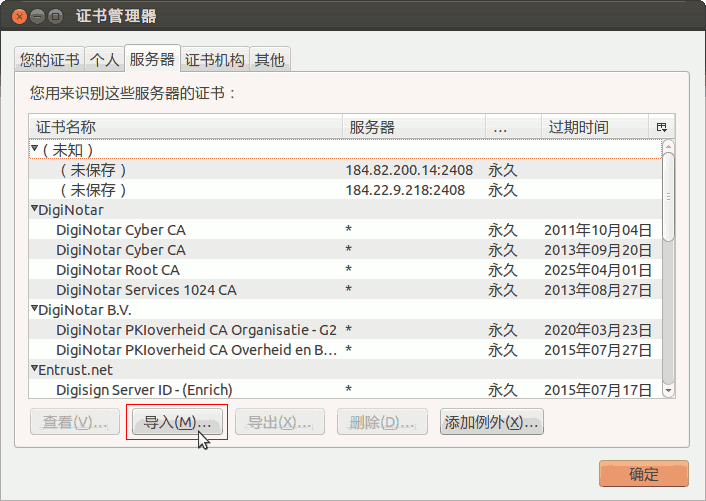 证书管理器
您的证书 个人 服务器 证书机构 其他
您用来识别这些服务器的证书：
证书名称 服务器 ... 过期时间
（未知）
（未保存） 184.82.200.14:2408 永久
（未保存） 184.22.9.218:2408 永久
DigiNotar
DigiNotar Cyber CA * 永久 2011年10月04日
DigiNotar Cyber CA * 永久 2013年09月20日
DigiNotar Root CA * 永久 2025年04月01日
DigiNotar Services 1024 CA * 永久 2013年08月27日
DigiNotar B.V.
DigiNotar PKIoverheid CA Organisatie - G2 * 永久 2020年03月23日
DigiNotar PKIoverheid CA Overheid en B... * 永久 2015年07月27日
Entrust.net
Digisign Server ID - (Enrich) * 永久 2015年07月17日
查看(V)... 导入(M)... 导出(X)... 删除(D)... 添加例外(X)...
确定